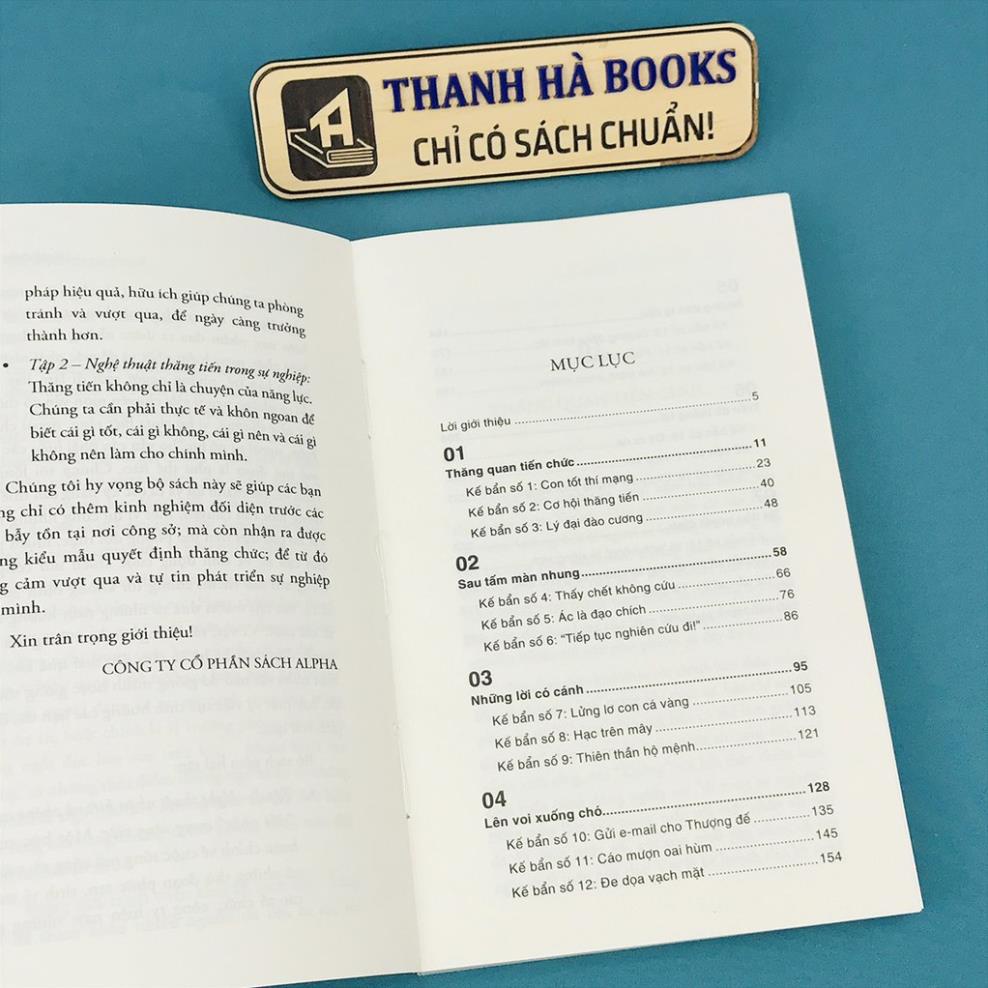 THANH HÀ BOOKS
CHỈ CÓ SÁCH CHUẨN!
pháp hiệu quả, hữu ích giúp chúng ta phòng
tránh và vượt qua, để ngày càng trưởng
thành hơn.
• Tập 2 – Nghệ thuật thăng tiến trong sự nghiệp:
Thăng tiến không chỉ là chuyện của năng lực.
Chúng ta cần phải thực tế và khôn ngoan để
biết cái gì tốt, cái gì không, cái gì nên và cái gì
không nên làm cho chính mình.
Chúng tôi hy vọng bộ sách này sẽ giúp các bạn
chỉ có thêm kinh nghiệm đối diện trước các
bẫy tồn tại nơi công sở; mà còn nhận ra được
kiểu mẫu quyết định thăng chức; để từ đó
cảm vượt qua và tự tin phát triển sự nghiệp
mình.
Xin trân trọng giới thiệu!
CÔNG TY CỔ PHẦN SÁCH ALPHA
MỤC LỤC
Lời giới thiệu ........ 5
01
Thăng quan tiến chức ........ 11
Kế bẩn số 1: Con tốt thí mạng ........ 23
Kế bẩn số 2: Cơ hội thăng tiến ........ 40
Kế bẩn số 3: Lý đại đào cương ........ 48
02
Sau tấm màn nhung ........ 58
Kế bẩn số 4: Thấy chết không cứu ........ 66
Kế bẩn số 5: Ác là đạo chích ........ 76
Kế bẩn số 6: “Tiếp tục nghiên cứu đi!” ........ 86
03
Những lời có cánh ........ 95
Kế bẩn số 7: Lửng lơ con cá vàng ........ 105
Kế bẩn số 8: Hạc trên mây ........ 113
Kế bẩn số 9: Thiên thần hộ mệnh ........ 121
04
Lên voi xuống chó ........ 128
Kế bẩn số 10: Gửi e-mail cho Thượng đế ........ 135
Kế bẩn số 11: Cáo mượn oai hùm ........ 145
Kế bẩn số 12: Đe dọa vạch mặt ........ 154